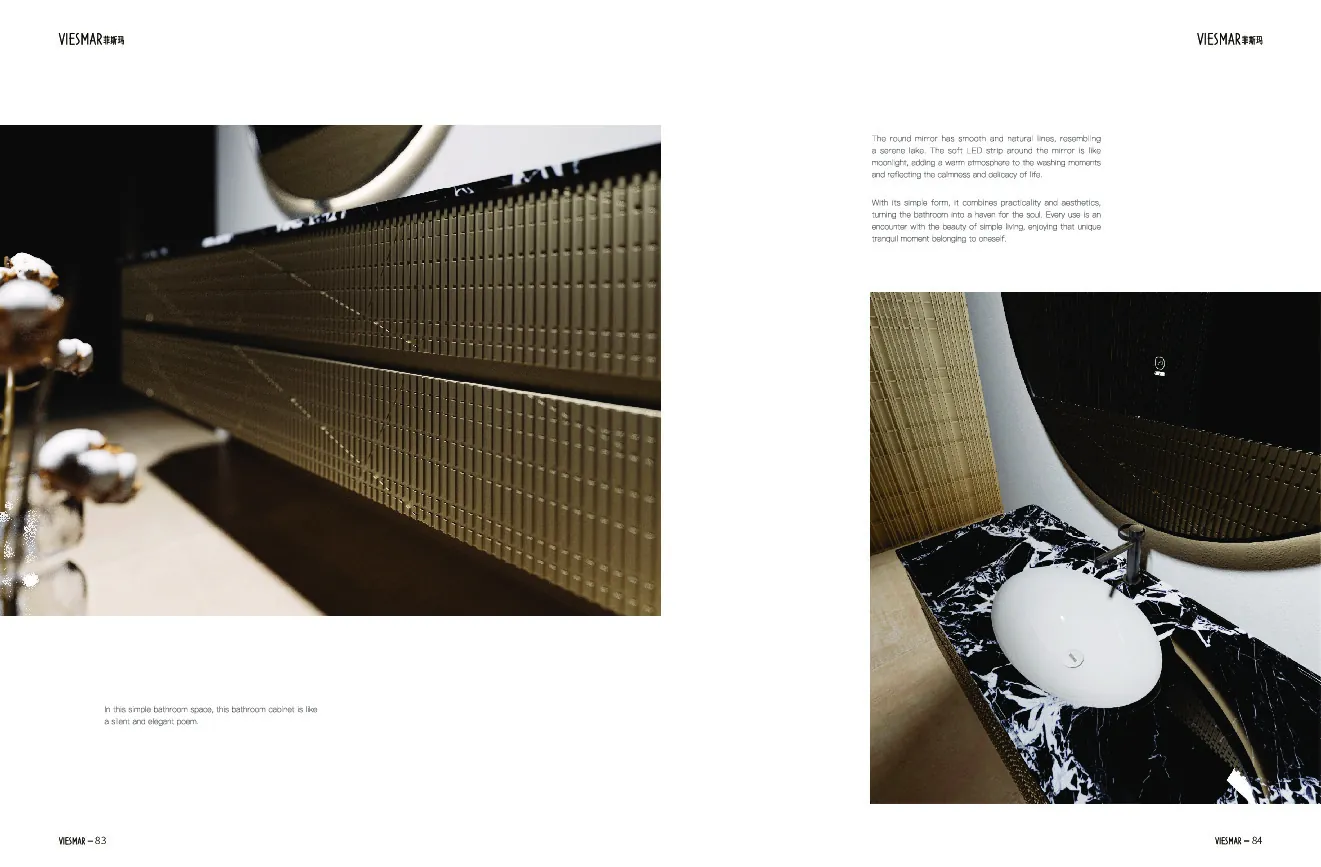 VIESMAR菲斯玛
VIESMAR菲斯玛
The round mirror has smooth and natural lines, resembling
a serene lake. The soft LED strip around the mirror is like
moonlight, adding a warm atmosphere to the washing moments
and reflecting the calmness and delicacy of life.
With its simple form, it combines practicality and aesthetics,
turning the bathroom into a haven for the soul. Every use is an
encounter with the beauty of simple living, enjoying that unique
tranquil moment belonging to oneself.
In this simple bathroom space, this bathroom cabinet is like
a silent and elegant poem.
VIESMAR – 83
VIESMAR – 84